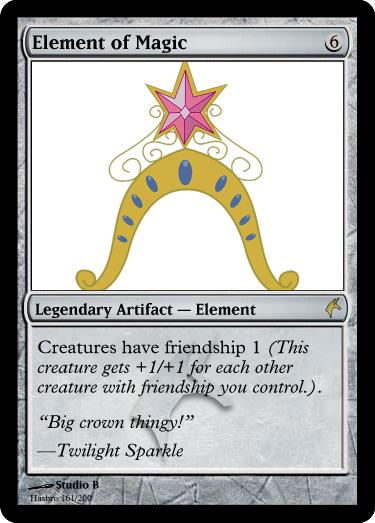 Element of Magic 6
Legendary Artifact — Element
Creatures have friendship 1 (This
creature gets +1/+1 for each other
creature with friendship you control.).
“Big crown thingy!”
—Twilight Sparkle
Studio B
Hasbro 161/200